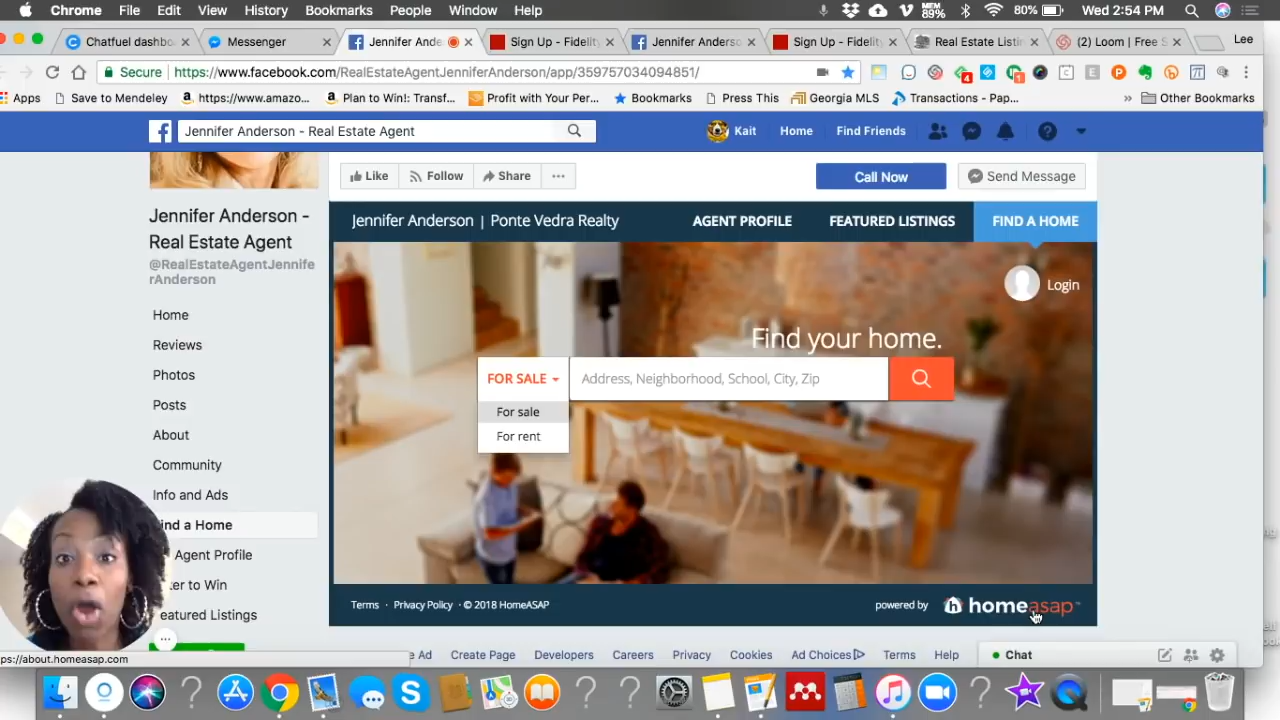 Chrome File Edit View History Bookmarks People Window Help MEM 89% 80% Wed 2:54 PM
Chatfuel dashbo Messenger Jennifer Ande Sign Up - Fidelity Jennifer Anderso Sign Up - Fidelity Real Estate Listin (2) Loom | Free S Lee
Secure https://www.facebook.com/RealEstateAgentJenniferAnderson/app/359757034094851/
Apps Save to Mendeley https://www.amazo... Plan to Win!: Transf... Profit with Your Per... Bookmarks Press This Georgia MLS Transactions - Pap... » Other Bookmarks
Jennifer Anderson - Real Estate Agent Kait Home Find Friends
Like Follow Share ... Call Now Send Message
Jennifer Anderson | Ponte Vedra Realty AGENT PROFILE FEATURED LISTINGS FIND A HOME
Jennifer Anderson -
Real Estate Agent
@RealEstateAgentJennife
rAnderson
Home
Reviews
Photos
Posts
About
Community
Info and Ads
ind a Home
Agent Profile
ter to Win
eatured Listings
Login
Find your home.
FOR SALE Address, Neighborhood, School, City, Zip
For sale
For rent
Terms · Privacy Policy · © 2018 HomeASAP powered by homeasap™
ps://about.homeasap.com
e Ad Create Page Developers Careers Privacy Cookies Ad Choices Terms Help Chat